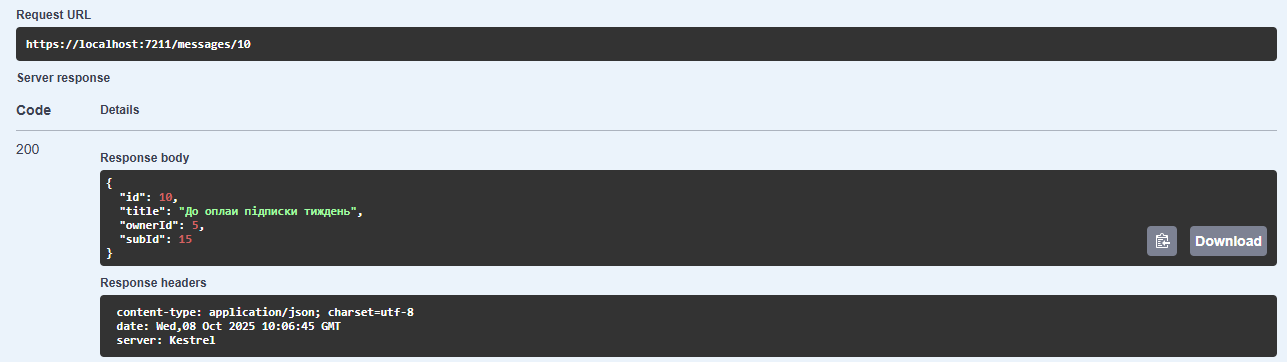 Request URL
https://localhost:7211/messages/10
Server response
Code Details
200
Response body
{
"id": 10,
"title": "До оплаи підписки тиждень",
"ownerId": 5,
"subId": 15
}
Download
Response headers
content-type: application/json; charset=utf-8
date: Wed,08 Oct 2025 10:06:45 GMT
server: Kestrel